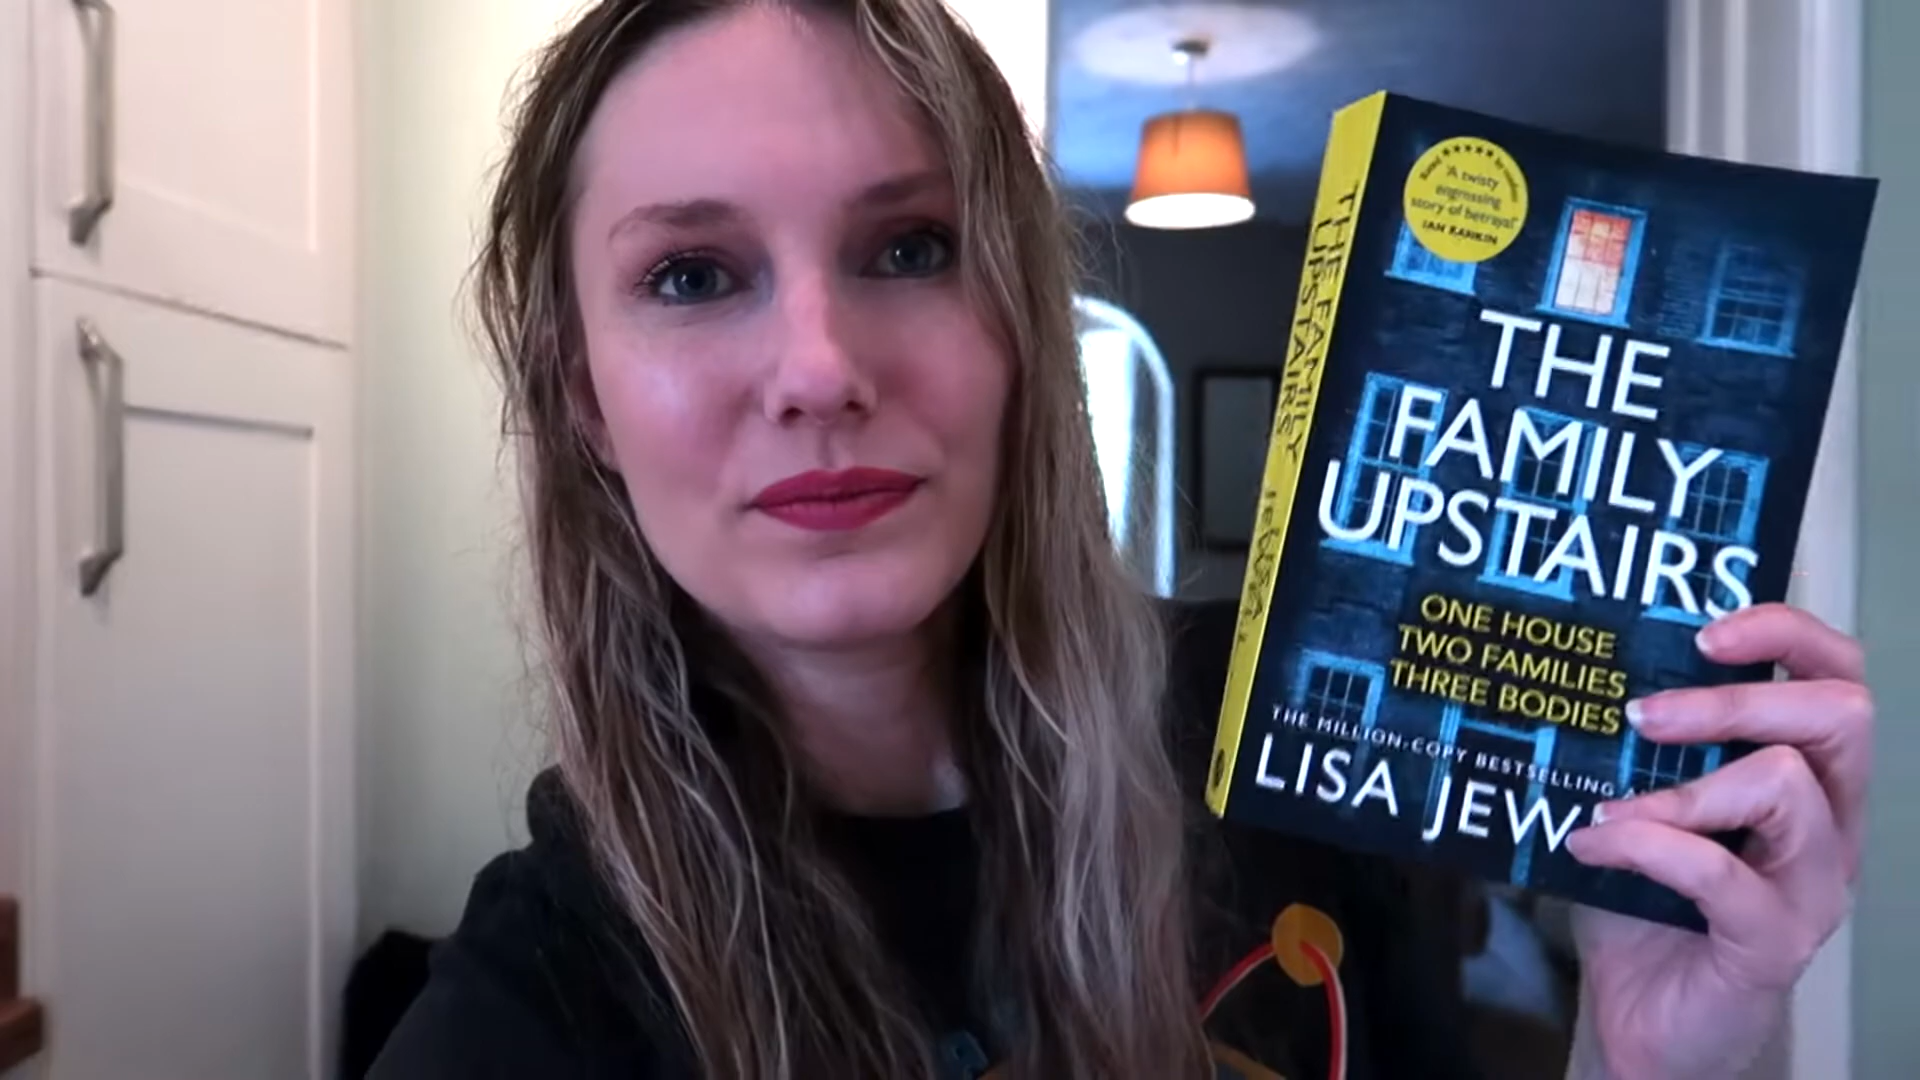 'A twisty
engrossing
story of betrayal'
IAN RANKIN
THE
FAMILY
UPSTAIRS
ONE HOUSE
TWO FAMILIES
THREE BODIES
THE MILLION-COPY BESTSELLING
LISA JEW
THE FAMILY
UPSTAIRS